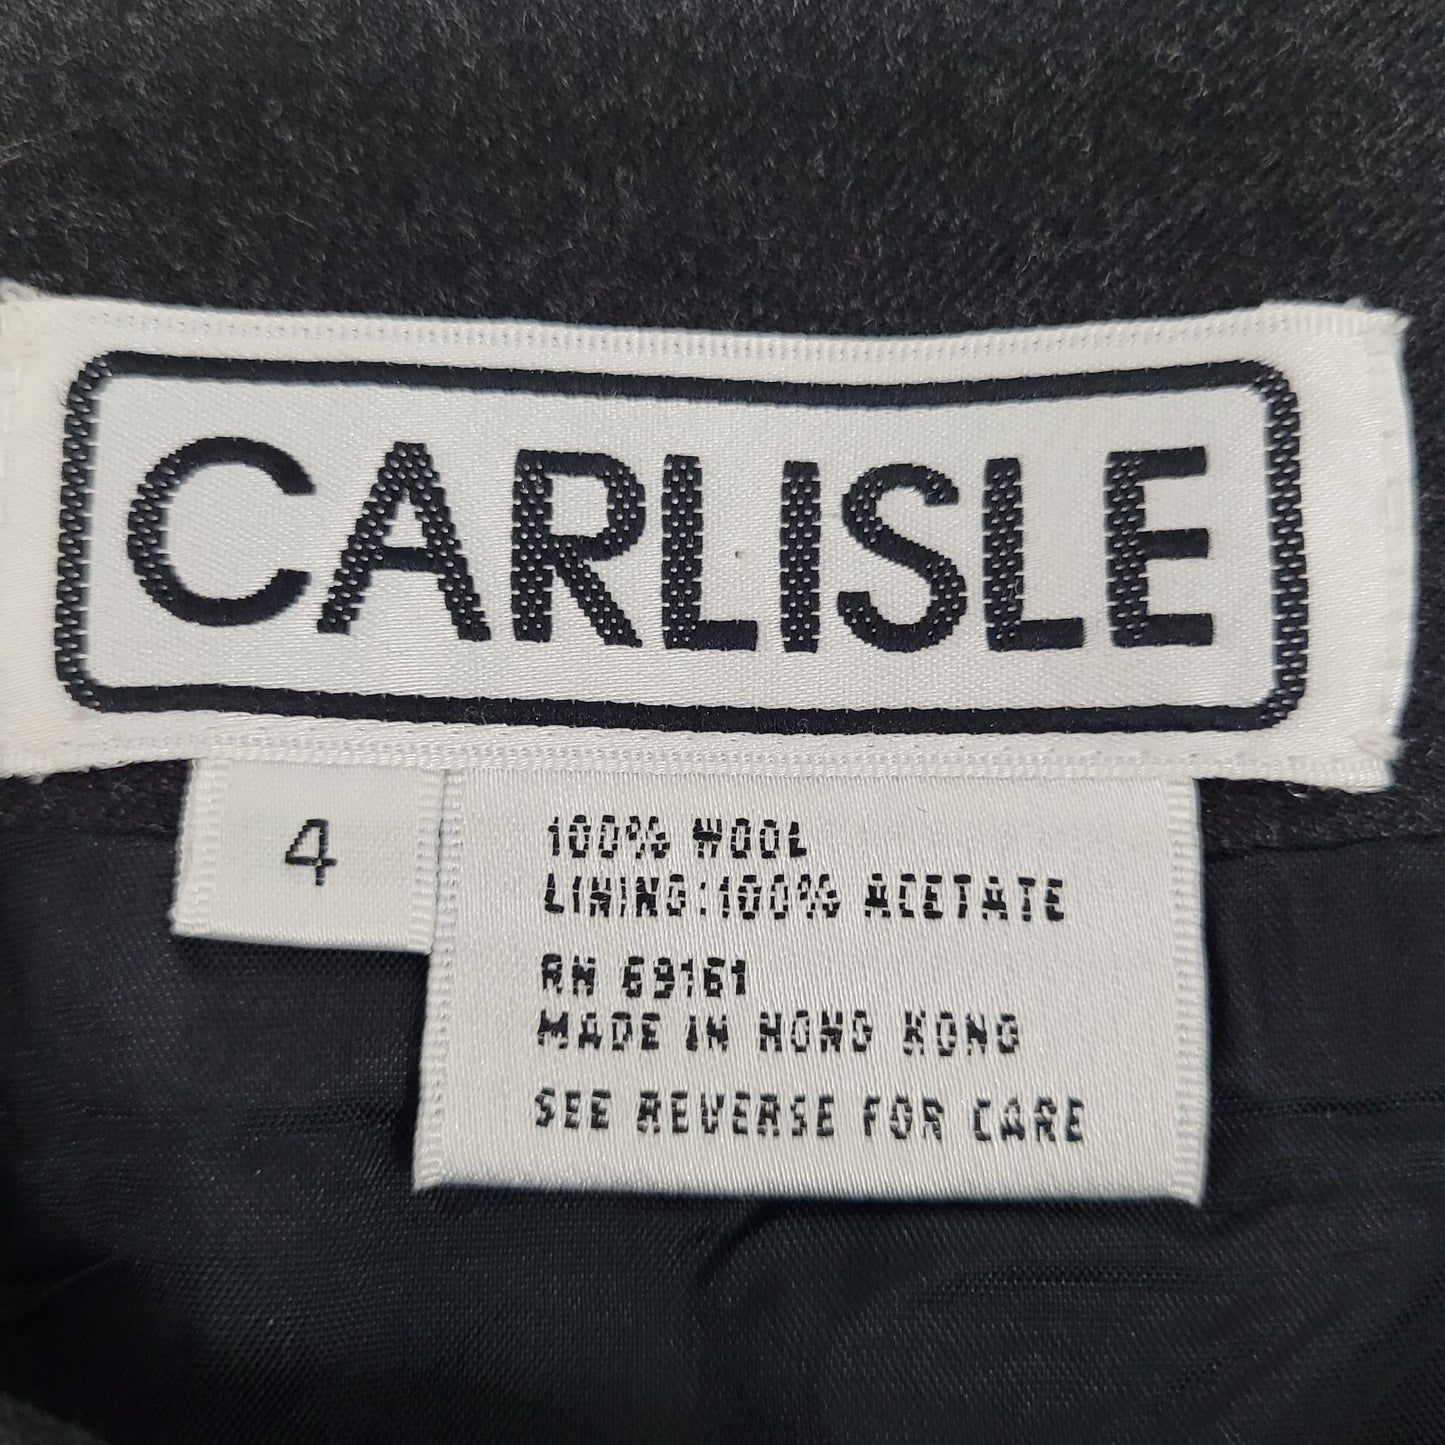 CARLISLE
4
100% WOOL
LINING:100% ACETATE
RN 69161
MADE IN HONG KONG
SEE REVERSE FOR CARE